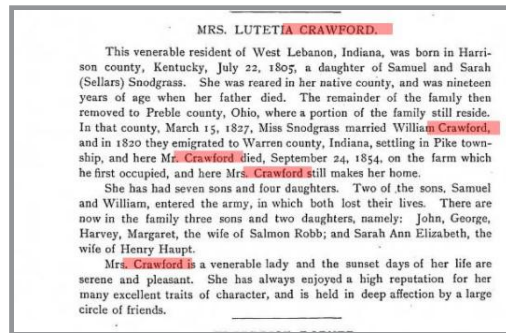 MRS. LUTETIA CRAWFORD.
This venerable resident of West Lebanon, Indiana, was born in Harri-
son county, Kentucky, July 22, 1805, a daughter of Samuel and Sarah
(Sellars) Snodgrass. She was reared in her native county, and was nineteen
years of age when her father died. The remainder of the family then
removed to Preble county, Ohio, where a portion of the family still reside.
In that county, March 15, 1827, Miss Snodgrass married William Crawford,
and in 1820 they emigrated to Warren county, Indiana, settling in Pike town-
ship, and here Mr. Crawford died, September 24, 1854, on the farm which
he first occupied, and here Mrs. Crawford still makes her home.
She has had seven sons and four daughters. Two of the sons, Samuel
and William, entered the army, in which both lost their lives. There are
now in the family three sons and two daughters, namely: John, George,
Harvey, Margaret, the wife of Salmon Robb; and Sarah Ann Elizabeth, the
wife of Henry Haupt.
Mrs. Crawford is a venerable lady and the sunset days of her life are
serene and pleasant. She has always enjoyed a high reputation for her
many excellent traits of character, and is held in deep affection by a large
circle of friends.